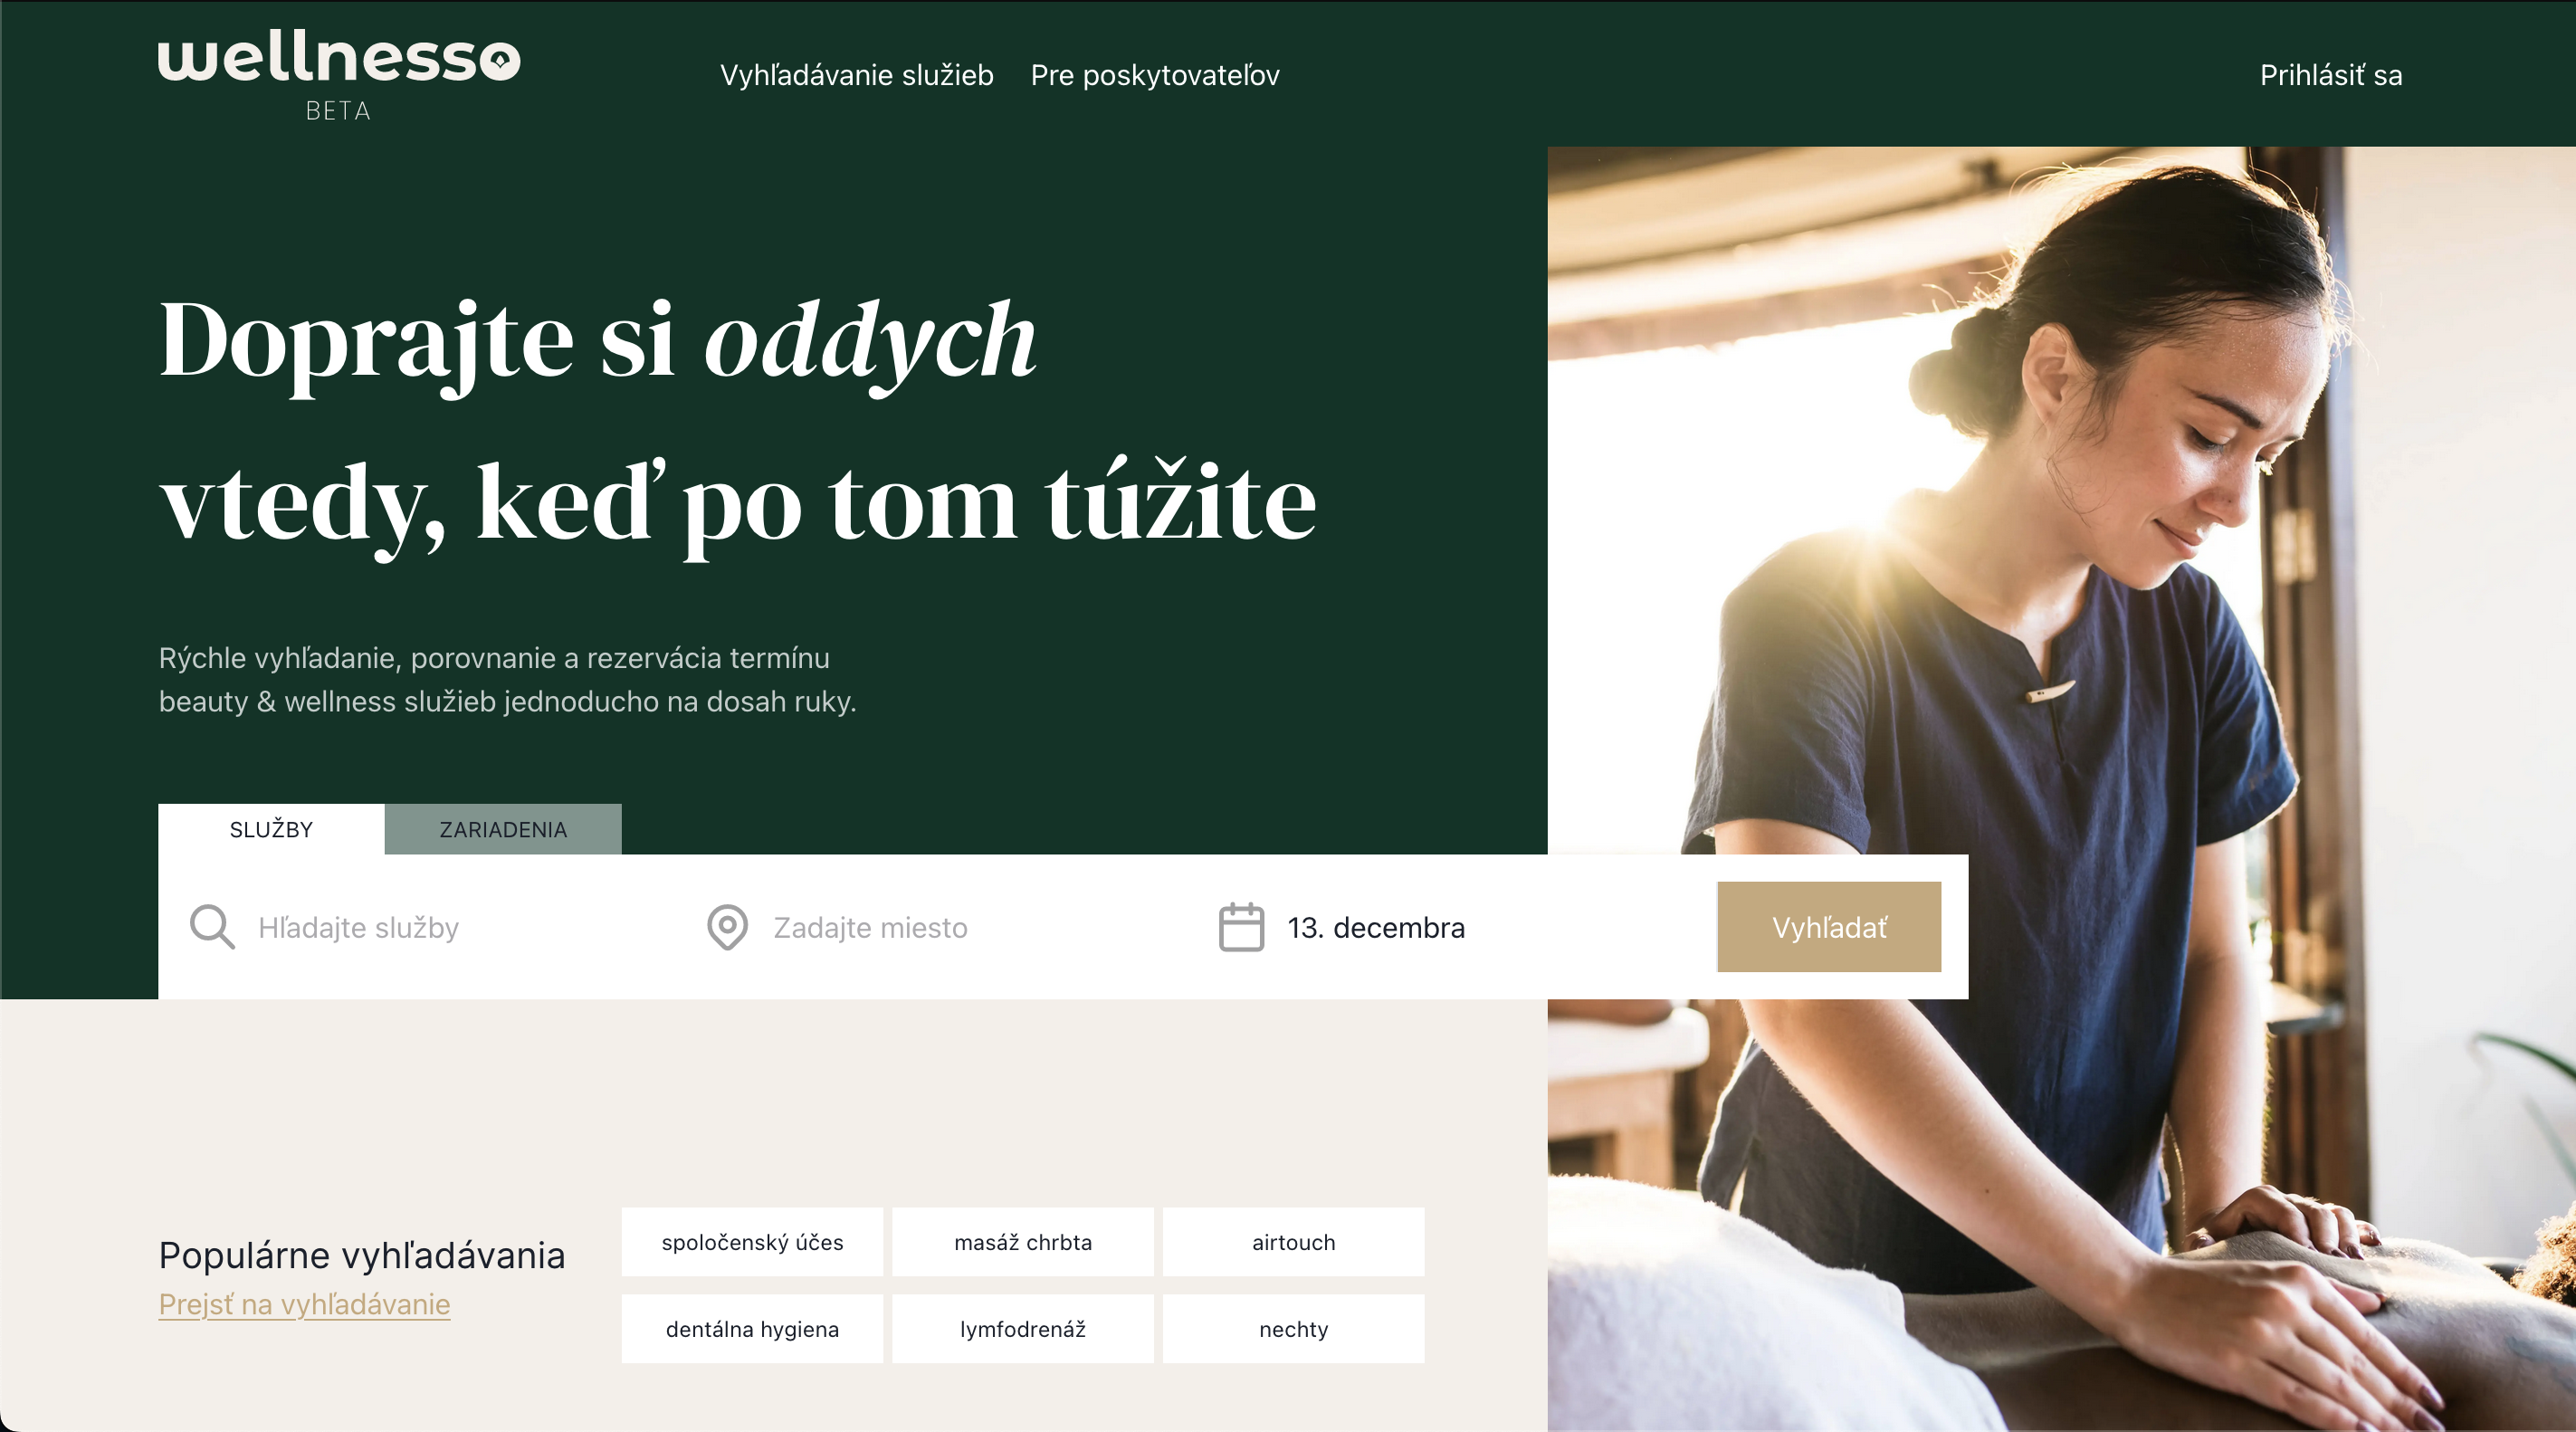 wellnesso
BETA
Vyhľadávanie služieb
Pre poskytovateľov
Prihlásiť sa
Doprajte si oddych
vtedy, keď po tom túžite
Rýchle vyhľadanie, porovnanie a rezervácia termínu
beauty & wellness služieb jednoducho na dosah ruky.
SLUŽBY
ZARIADENIA
Hľadajte služby
Zadajte miesto
13. decembra
Vyhľadať
Populárne vyhľadávania
Prejsť na vyhľadávanie
spoločenský účes
masáž chrbta
airtouch
dentálna hygiena
lymfodrenáž
nechty